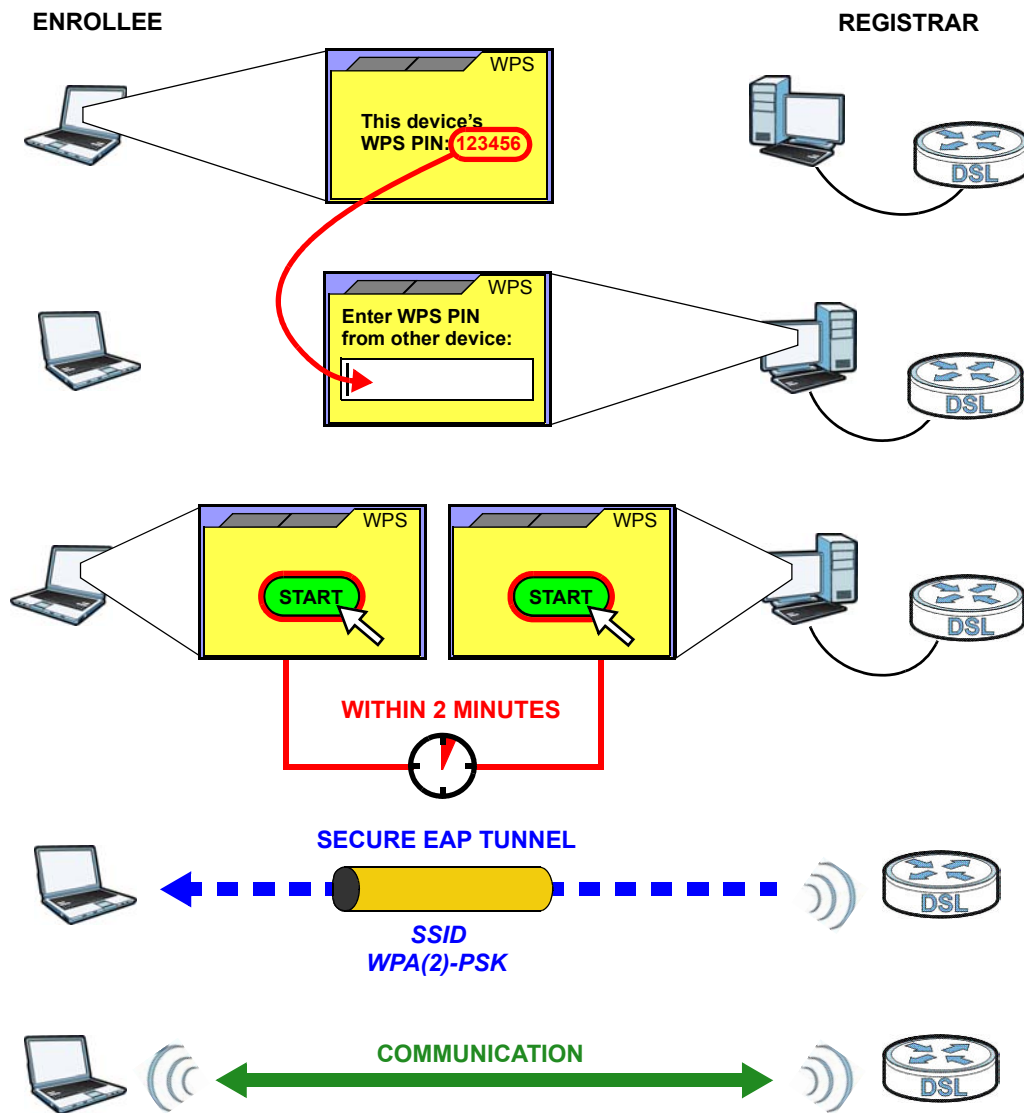 ENROLLEE
REGISTRAR
WPS
This device's
WPS PIN: 123456
DSL
WPS
Enter WPS PIN
from other device:
DSL
WPS
WPS
START
START
DSL
WITHIN 2 MINUTES
SECURE EAP TUNNEL
DSL
SSID
WPA(2)-PSK
COMMUNICATION
DSL